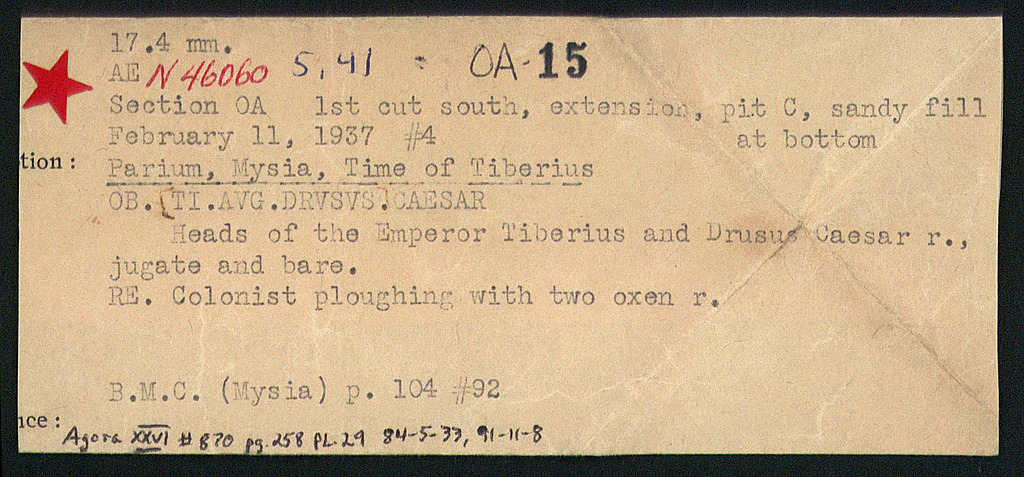 17.4 mm.
AE N 46060 5,41 - OA-15
Section OA 1st cut south, extension, pit C, sandy fill
February 11, 1937 #4 at bottom
tion :
Parium, Mysia, Time of Tiberius
OB. [TI.AVG.DRVSVS.]CAESAR
Heads of the Emperor Tiberius and Drusus Caesar r.,
jugate and bare.
RE. Colonist ploughing with two oxen r.
B.M.C. (Mysia) p. 104 #92
ice :
Agora XXVI # 870 pg. 258 PL. 29 84-5-33, 91-11-8